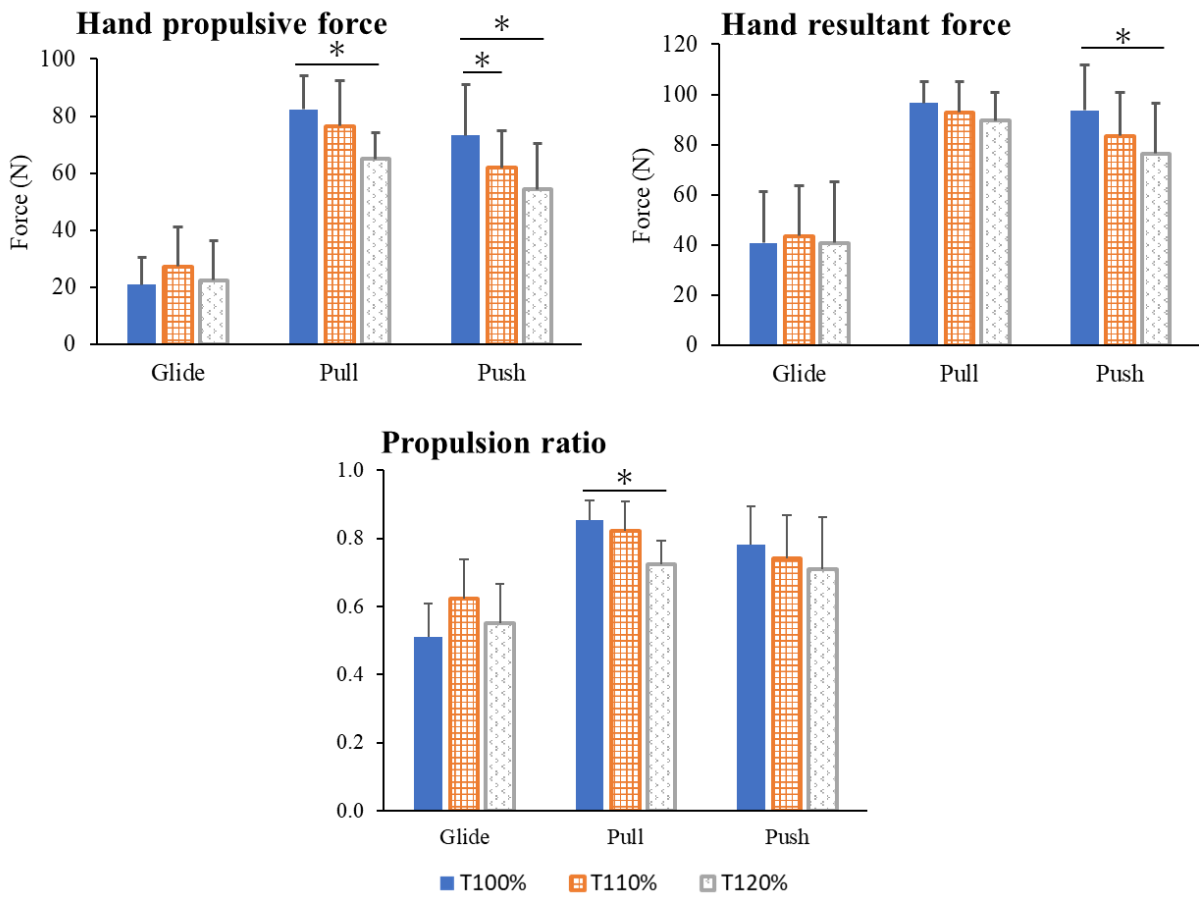 Hand propulsive force
Force (N)
100
80
60
40
20
0
*
*
*
Glide Pull Push
Hand resultant force
Force (N)
120
100
80
60
40
20
0
*
Glide Pull Push
Propulsion ratio
1.0
0.8
0.6
0.4
0.2
0.0
*
Glide Pull Push
T100% T110% T120%